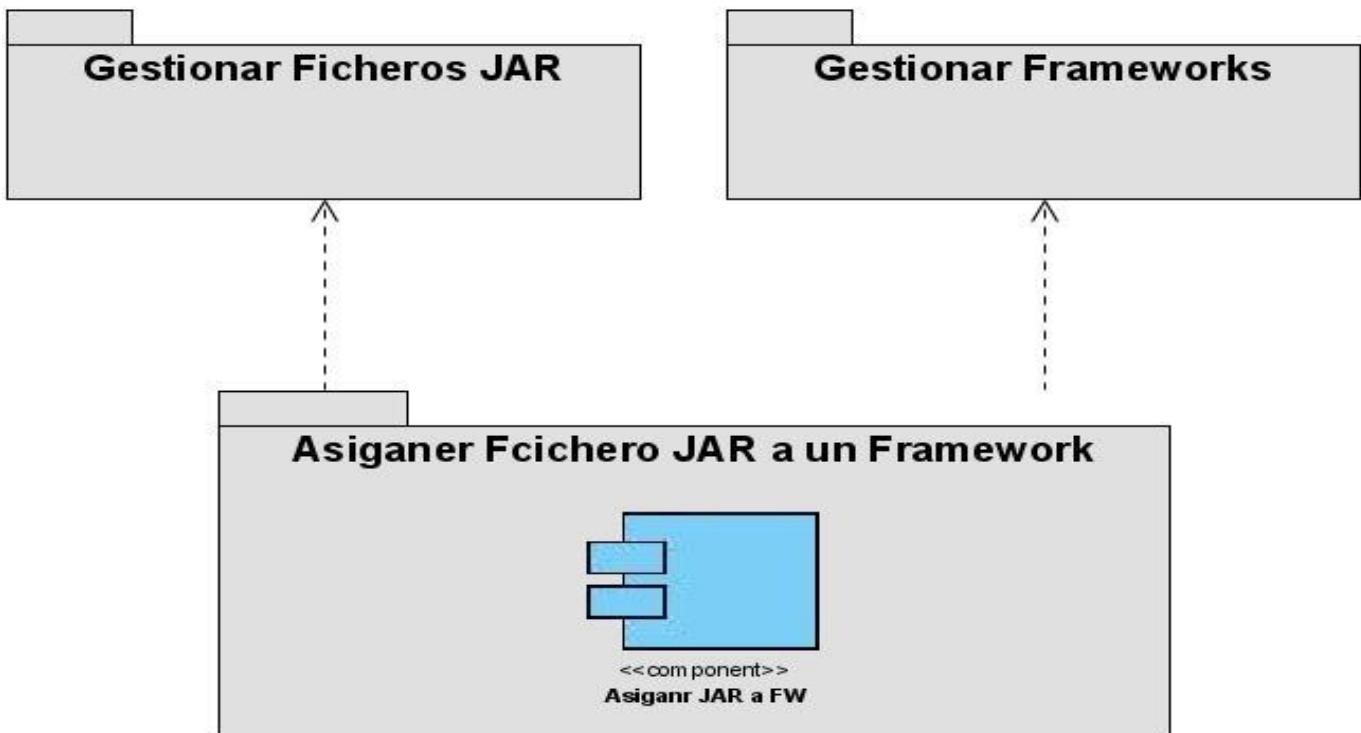 Gestionar Ficheros JAR
Gestionar Frameworks
Asiganer Fcichero JAR a un Framework
<<component>>
Asiganr JAR a FW